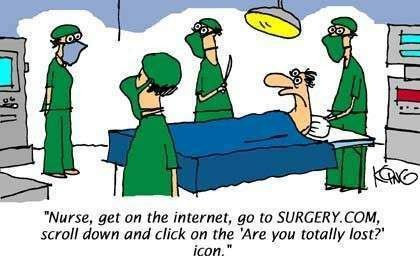 KING
"Nurse, get on the internet, go to SURGERY.COM,
scroll down and click on the 'Are you totally lost?'
icon."